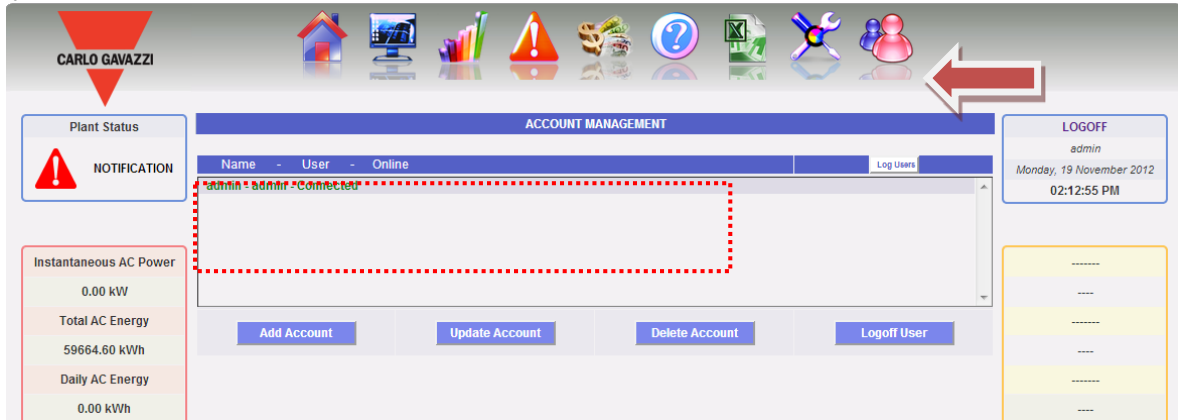 CARLO GAVAZZI
Plant Status
NOTIFICATION
Instantaneous AC Power
0.00 kW
Total AC Energy
59664.60 kWh
Daily AC Energy
0.00 kWh
ACCOUNT MANAGEMENT
Name - User - Online
Log Users
admin - admin - Connected
Add Account
Update Account
Delete Account
Logoff User
LOGOFF
admin
Monday, 19 November 2012
02:12:55 PM
-------
----
-------
----
-------
----